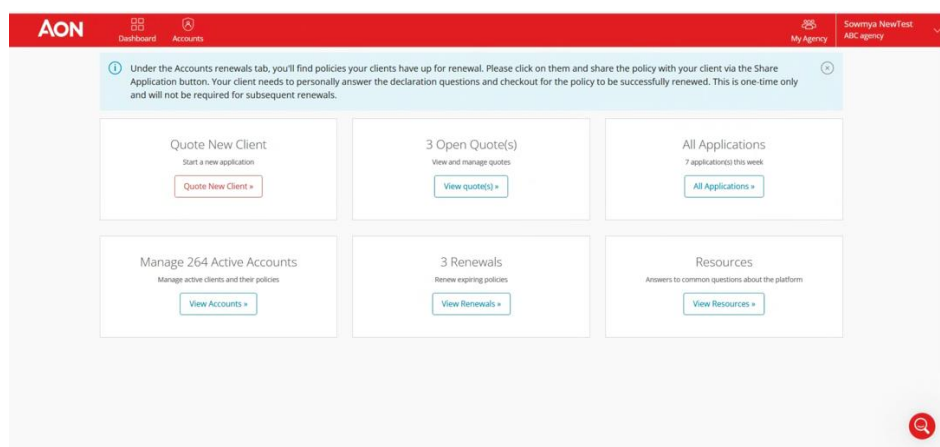 AON
Dashboard
Accounts
My Agency
Sowmya NewTest
ABC agency
Under the Accounts renewals tab, you'll find policies your clients have up for renewal. Please click on them and share the policy with your client via the Share
Application button. Your client needs to personally answer the declaration questions and checkout for the policy to be successfully renewed. This is one-time only
and will not be required for subsequent renewals.
Quote New Client
Start a new application
Quote New Client »
3 Open Quote(s)
View and manage quotes
View quote(s) »
All Applications
7 application(s) this week
All Applications »
Manage 264 Active Accounts
Manage active clients and their policies
View Accounts »
3 Renewals
Renew expiring policies
View Renewals »
Resources
Answers to common questions about the platform
View Resources »